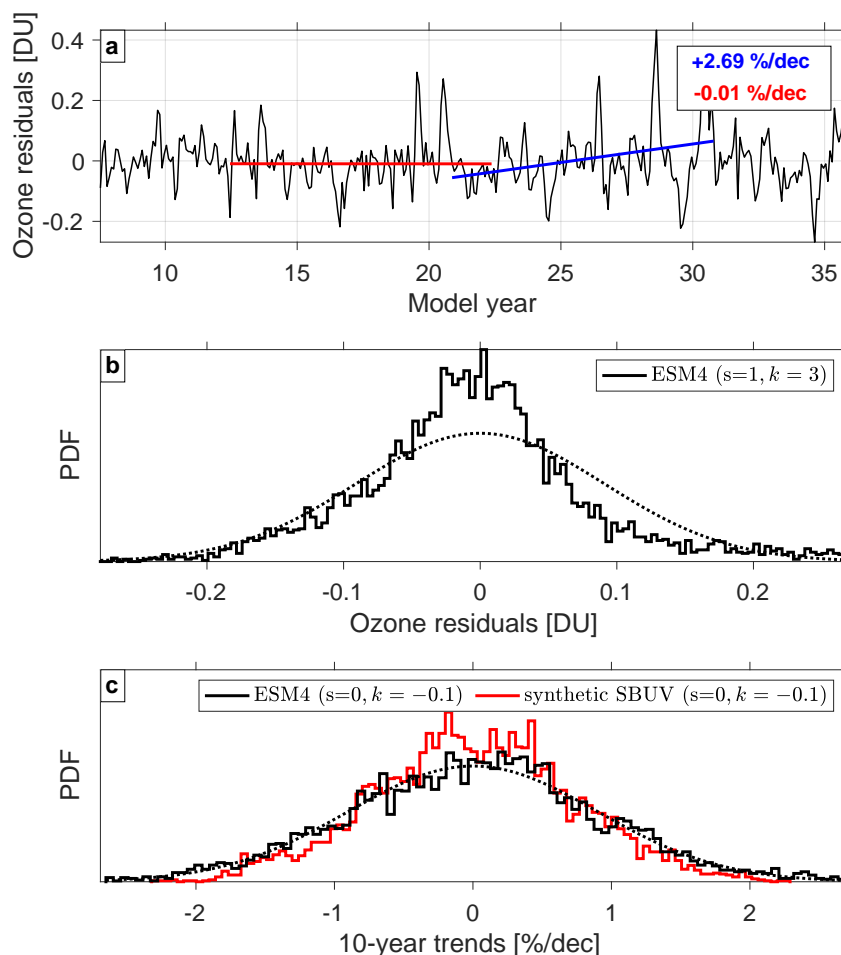 a
Ozone residuals [DU]
0.4
0.2
0
-0.2
+2.69 %/dec
-0.01 %/dec
10 15 20 25 30 35
Model year
b
ESM4 (s=1, k = 3)
PDF
-0.2 -0.1 0 0.1 0.2
Ozone residuals [DU]
c
ESM4 (s=0, k = −0.1) synthetic SBUV (s=0, k = −0.1)
PDF
-2 -1 0 1 2
10-year trends [%/dec]